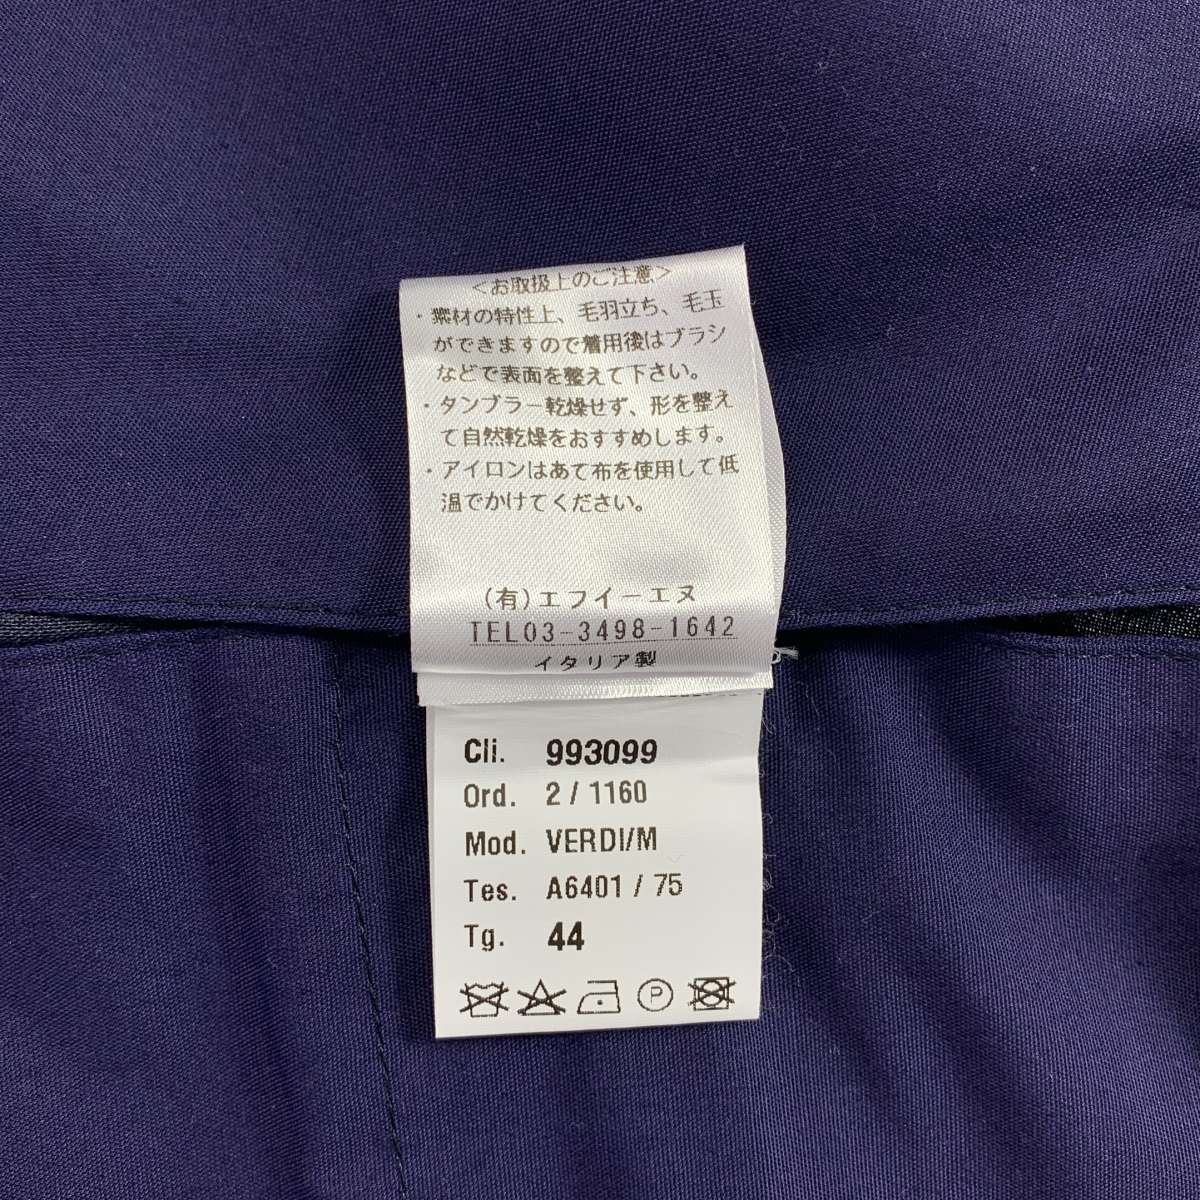 ＜お取扱上のご注意＞
・素材の特性上、毛羽立ち、毛玉
ができますので着用後はブラシ
などで表面を整えて下さい。
・タンブラー乾燥せず、形を整え
て自然乾燥をおすすめします。
・アイロンはあて布を使用して低
温でかけてください。
(有)エフイーエヌ
TEL03-3498-1642
イタリア製
Cli. 993099
Ord. 2 / 1160
Mod. VERDI/M
Tes. A6401 / 75
Tg. 44
P